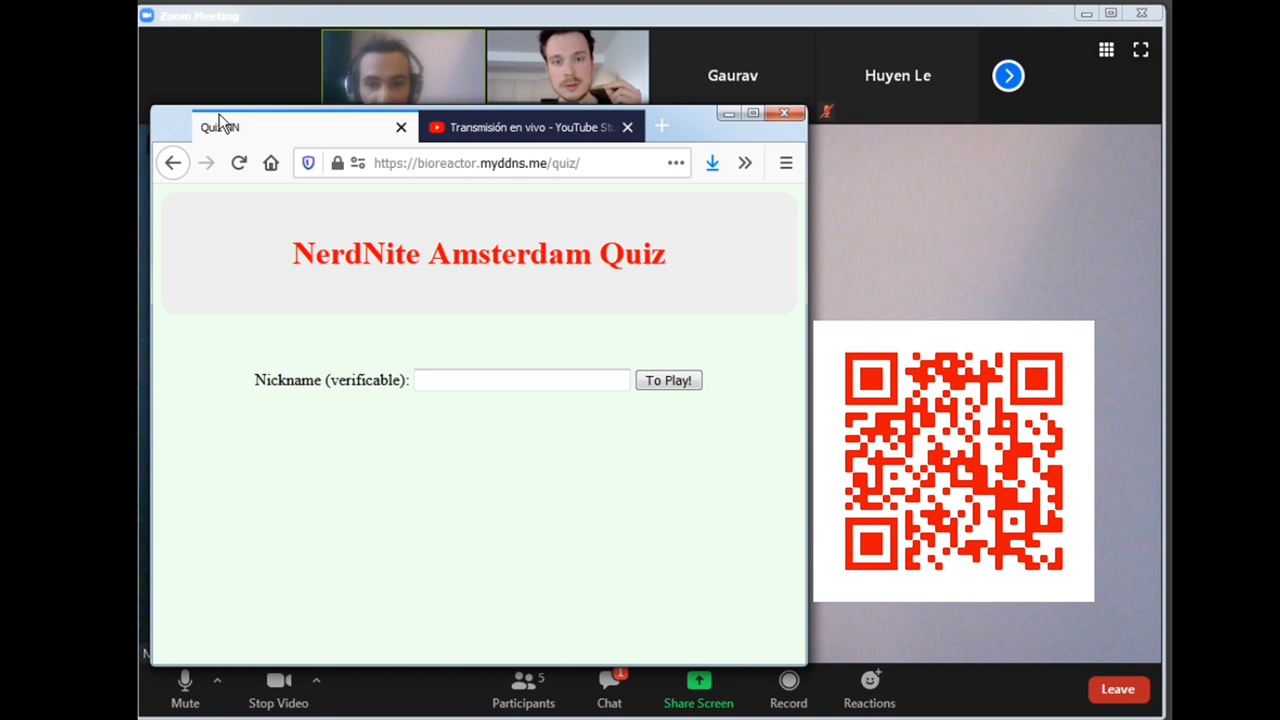 Zoom Meeting
Gaurav
Huyen Le
Transmisión en vivo - YouTube St
https://bioreactor.myddns.me/quiz/
NerdNite Amsterdam Quiz
Nickname (verificable):
To Play!
Mute
Stop Video
Participants
5
Chat
1
Share Screen
Record
Reactions
Leave